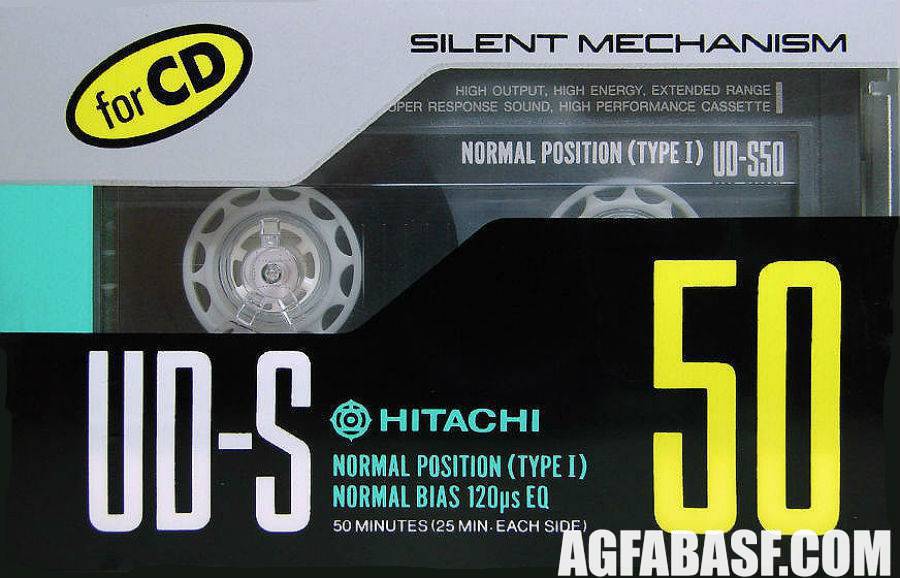 for CD
SILENT MECHANISM
HIGH OUTPUT, HIGH ENERGY, EXTENDED RANGE
RESPONSE SOUND, HIGH PERFORMANCE CASSETTE
NORMAL POSITION (TYPE I) UD-S50
UD-S
50
HITACHI
NORMAL POSITION (TYPE I)
NORMAL BIAS 120µs EQ
50 MINUTES (25 MIN. EACH SIDE)
AGFABASF.COM